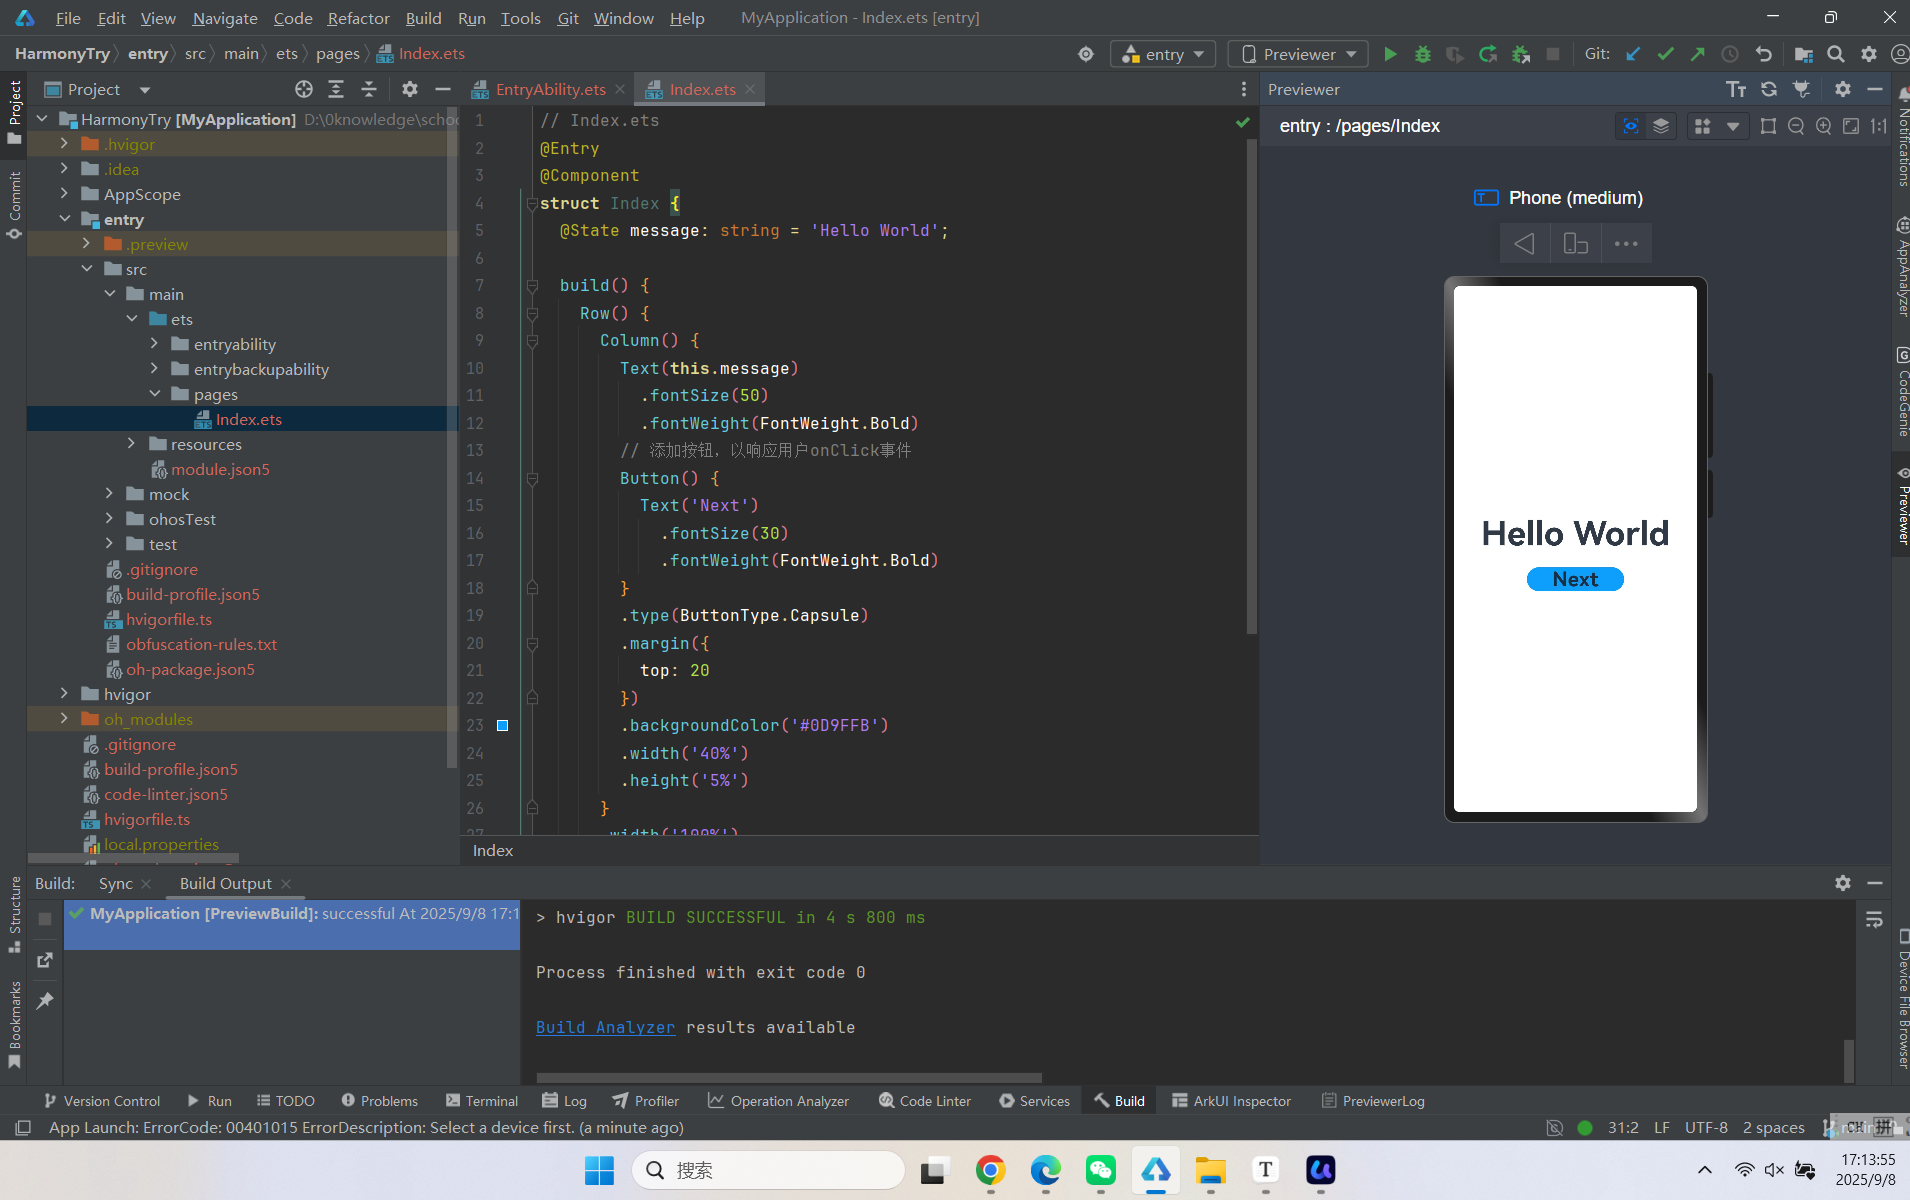 File Edit View Navigate Code Refactor Build Run Tools Git Window Help MyApplication - Index.ets [entry]
HarmonyTry entry src main ets pages Index.ets entry Previewer Git:
Project
EntryAbility.ets Index.ets
Previewer
HarmonyTry [MyApplication] D:\0knowledge\scho
.hvigor
.idea
AppScope
entry
.preview
src
main
ets
entryability
entrybackupability
pages
Index.ets
resources
module.json5
mock
ohosTest
test
.gitignore
build-profile.json5
hvigorfile.ts
obfuscation-rules.txt
oh-package.json5
hvigor
oh_modules
.gitignore
build-profile.json5
code-linter.json5
hvigorfile.ts
local.properties
1 // Index.ets
2 @Entry
3 @Component
4 struct Index {
5 @State message: string = 'Hello World';
6
7 build() {
8 Row() {
9 Column() {
10 Text(this.message)
11 .fontSize(50)
12 .fontWeight(FontWeight.Bold)
13 // 添加按钮，以响应用户onClick事件
14 Button() {
15 Text('Next')
16 .fontSize(30)
17 .fontWeight(FontWeight.Bold)
18 }
19 .type(ButtonType.Capsule)
20 .margin({
21 top: 20
22 })
23 .backgroundColor('#0D9FFB')
24 .width('40%')
25 .height('5%')
26 }
27 .width('100%')
Index
entry : /pages/Index
1:1
Phone (medium)
Hello World
Next
Project
Commit
Structure
Bookmarks
Notifications
AppAnalyzer
CodeGenie
Previewer
Device File Browser
Build: Sync Build Output
MyApplication [PreviewBuild]: successful At 2025/9/8 17:1
> hvigor BUILD SUCCESSFUL in 4 s 800 ms
Process finished with exit code 0
Build Analyzer results available
Version Control Run TODO Problems Terminal Log Profiler Operation Analyzer Code Linter Services Build ArkUI Inspector PreviewerLog
App Launch: ErrorCode: 00401015 ErrorDescription: Select a device first. (a minute ago)
31:2 LF UTF-8 2 spaces main
拼
搜索
17:13:55
2025/9/8